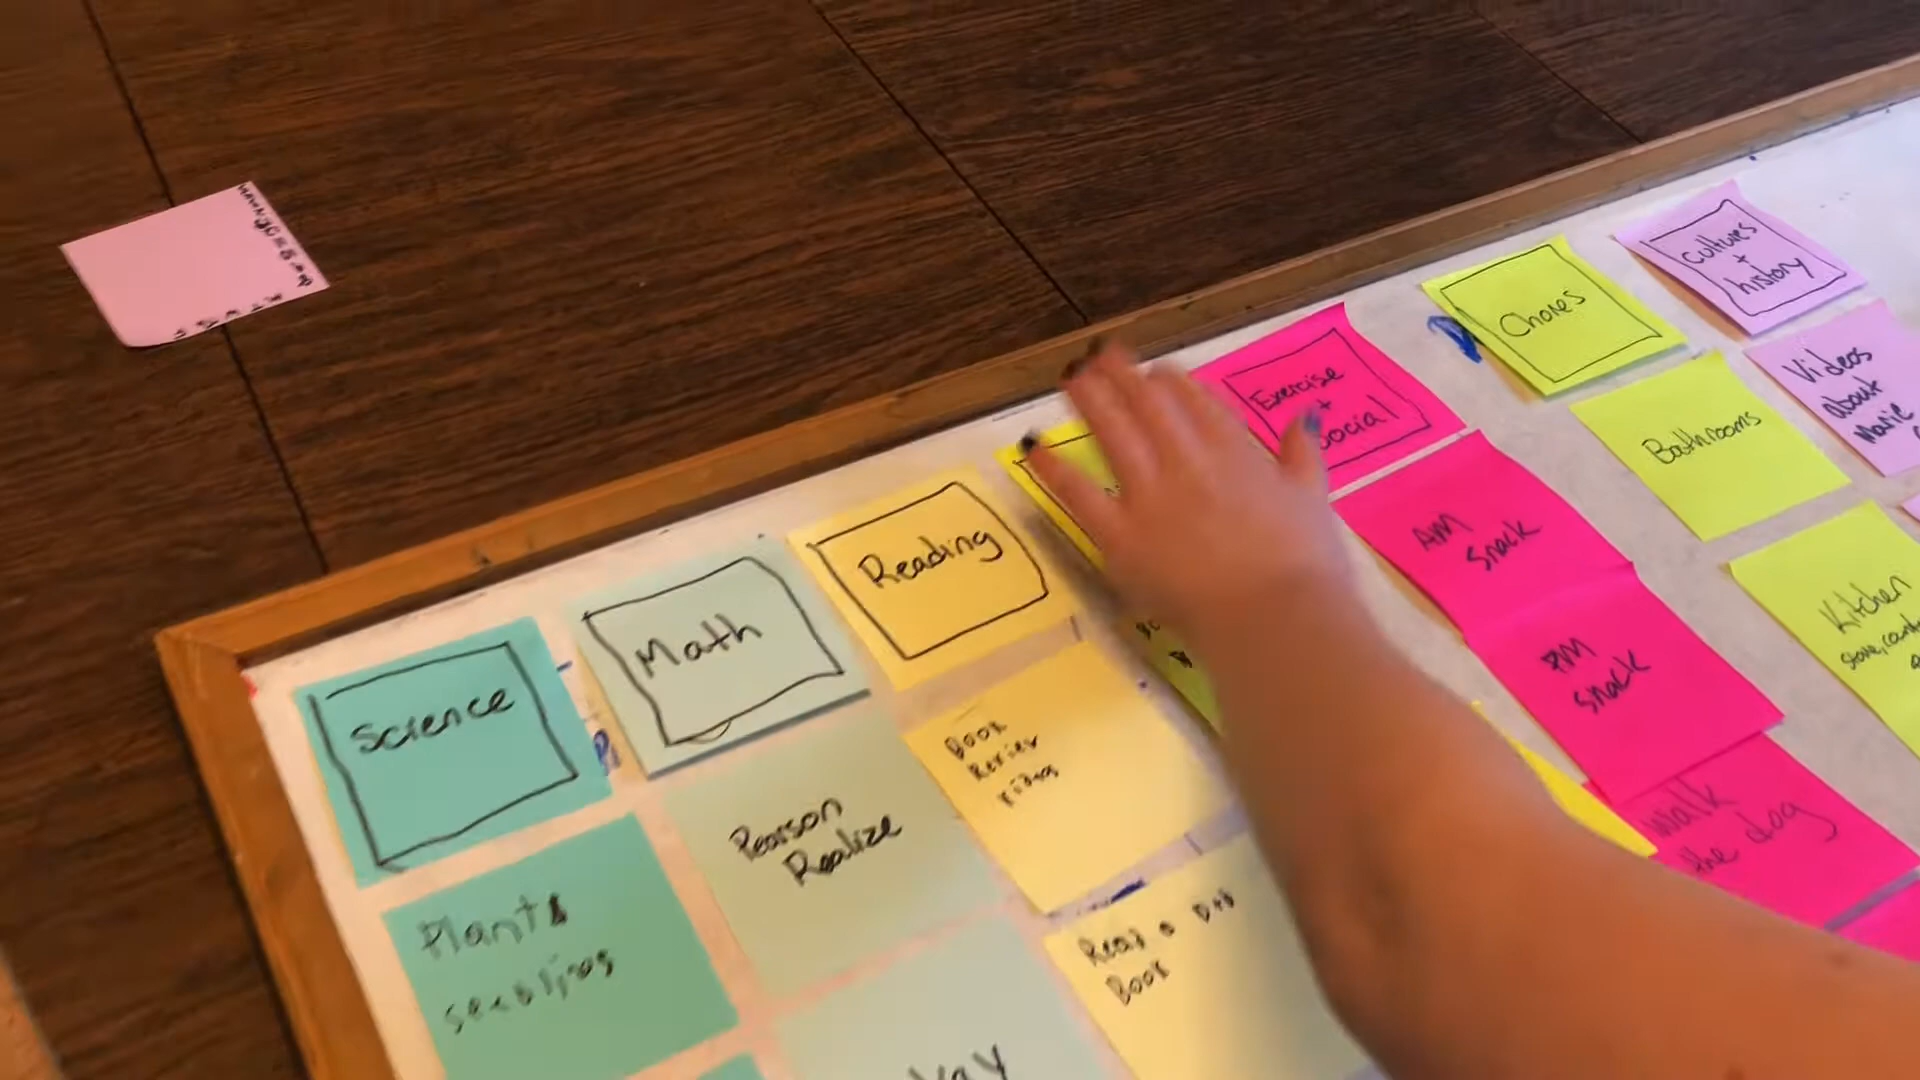 Science
Plants
Math
Pearson
Realize
Reading
Book
Review
Read a
Book
Exercise
+
Social
AM
Snack
PM
Snack
Walk
the dog
Chores
Bathrooms
Kitchen
Cultures
+
history
Videos
about
Marie